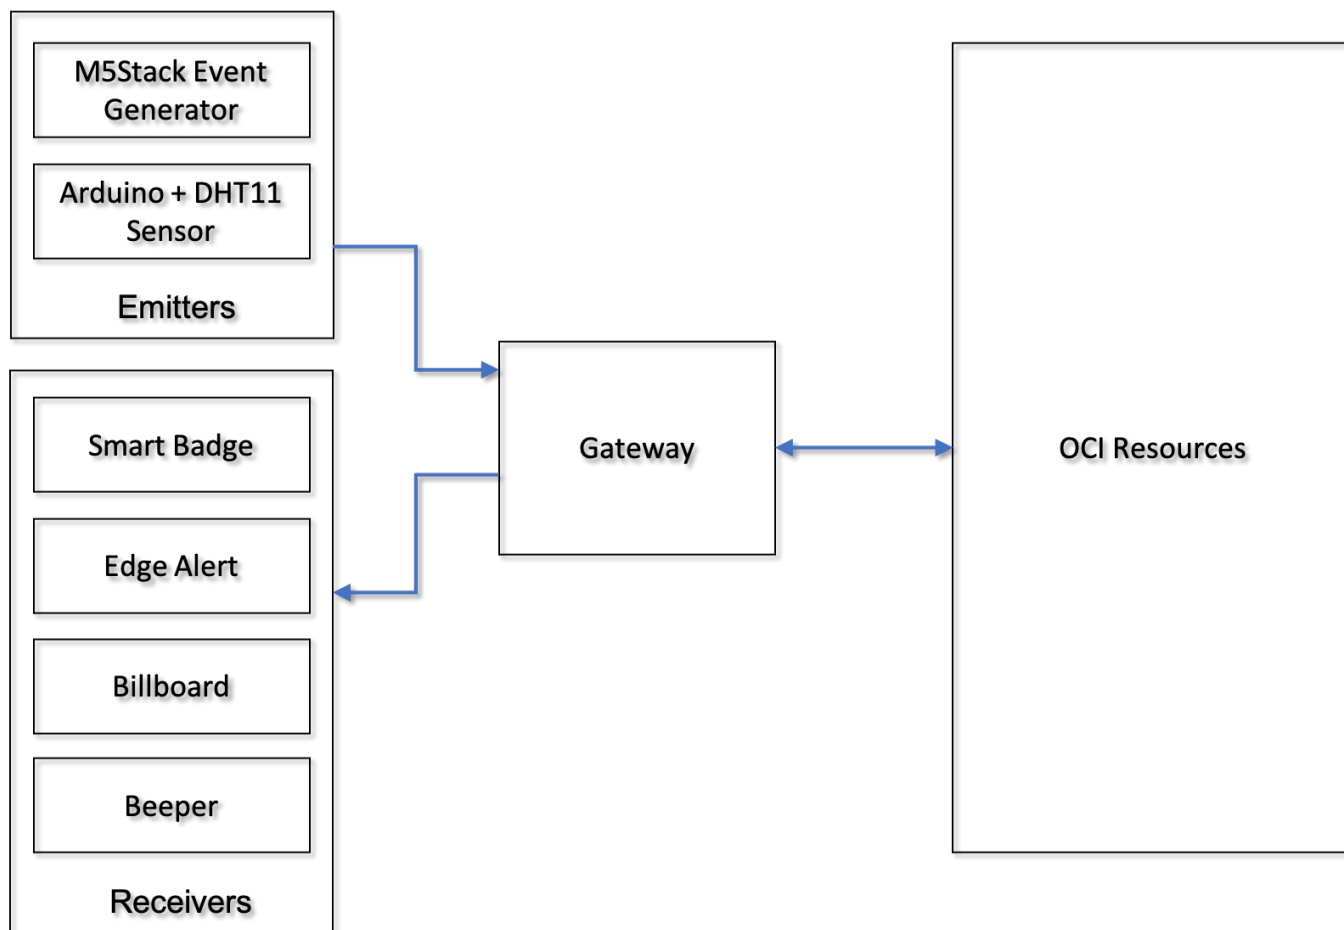 M5Stack Event
Generator
Arduino + DHT11
Sensor
Emitters
Smart Badge
Edge Alert
Billboard
Beeper
Receivers
Gateway
OCI Resources